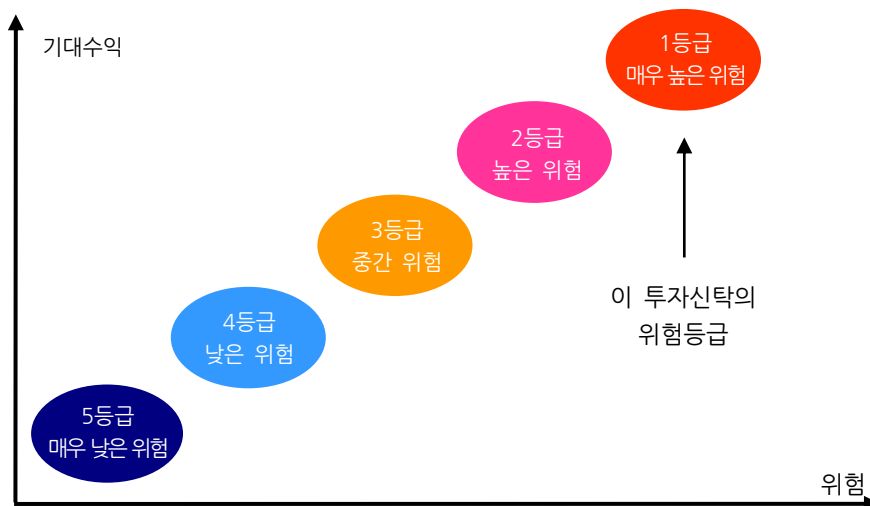 기대수익
1등급
매우 높은 위험
2등급
높은 위험
3등급
중간 위험
이 투자신탁의
위험등급
4등급
낮은 위험
5등급
매우 낮은 위험
위험